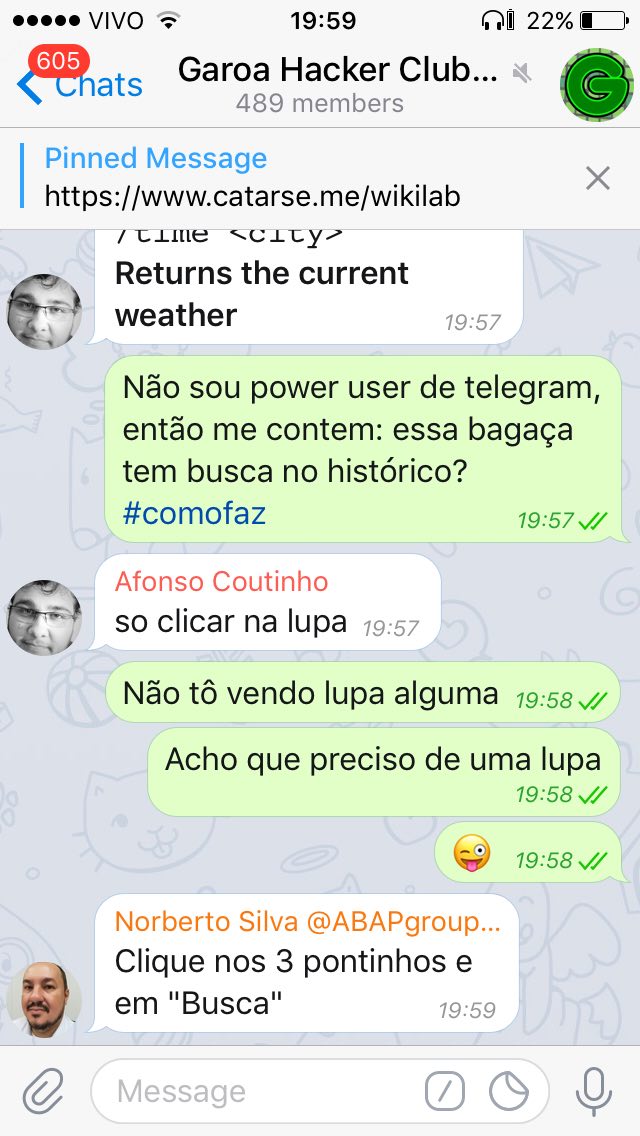 VIVO 19:59 22%
605
Chats
Garoa Hacker Club...
489 members
Pinned Message
https://www.catarse.me/wikilab
/time <city>
Returns the current
weather 19:57
Não sou power user de telegram,
então me contem: essa bagaça
tem busca no histórico?
#comofaz 19:57
Afonso Coutinho
so clicar na lupa 19:57
Não tô vendo lupa alguma 19:58
Acho que preciso de uma lupa
19:58
19:58
Norberto Silva @ABAPgroup...
Clique nos 3 pontinhos e
em "Busca" 19:59
Message